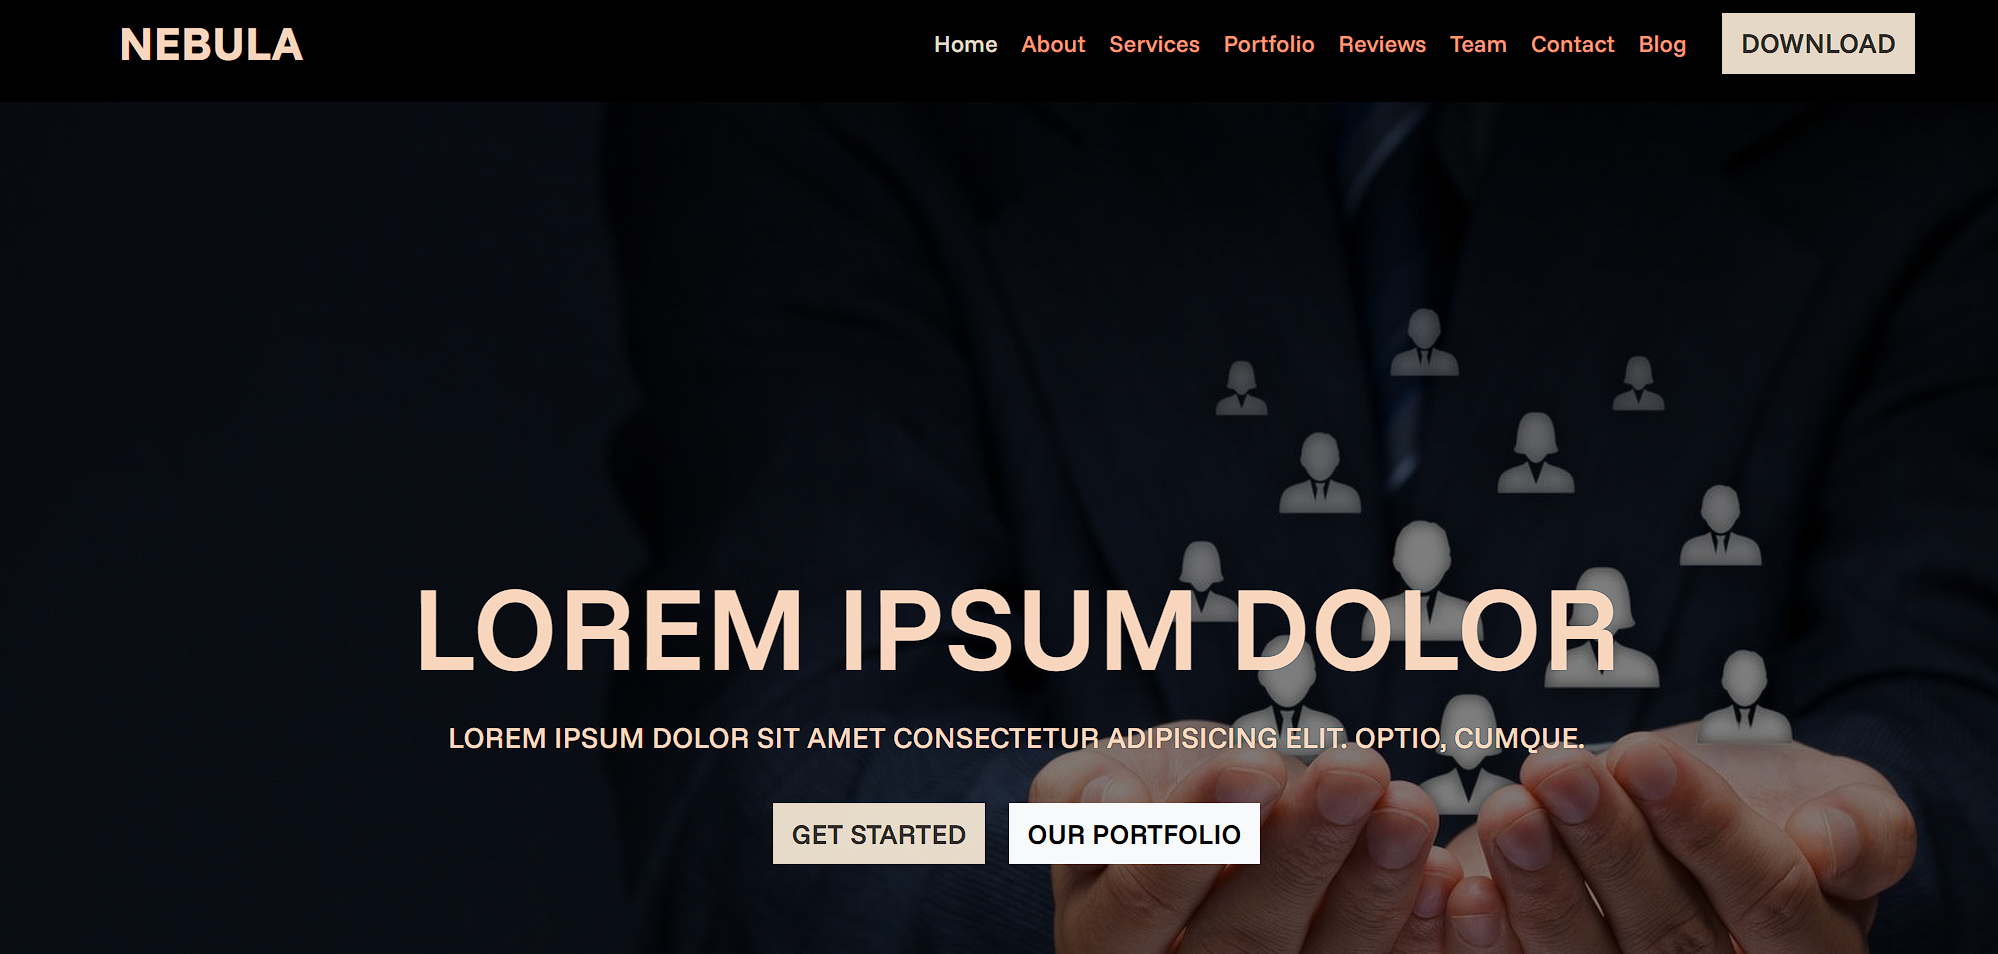 NEBULA
Home About Services Portfolio Reviews Team Contact Blog DOWNLOAD
LOREM IPSUM DOLOR
LOREM IPSUM DOLOR SIT AMET CONSECTETUR ADIPISICING ELIT. OPTIO, CUMQUE.
GET STARTED OUR PORTFOLIO